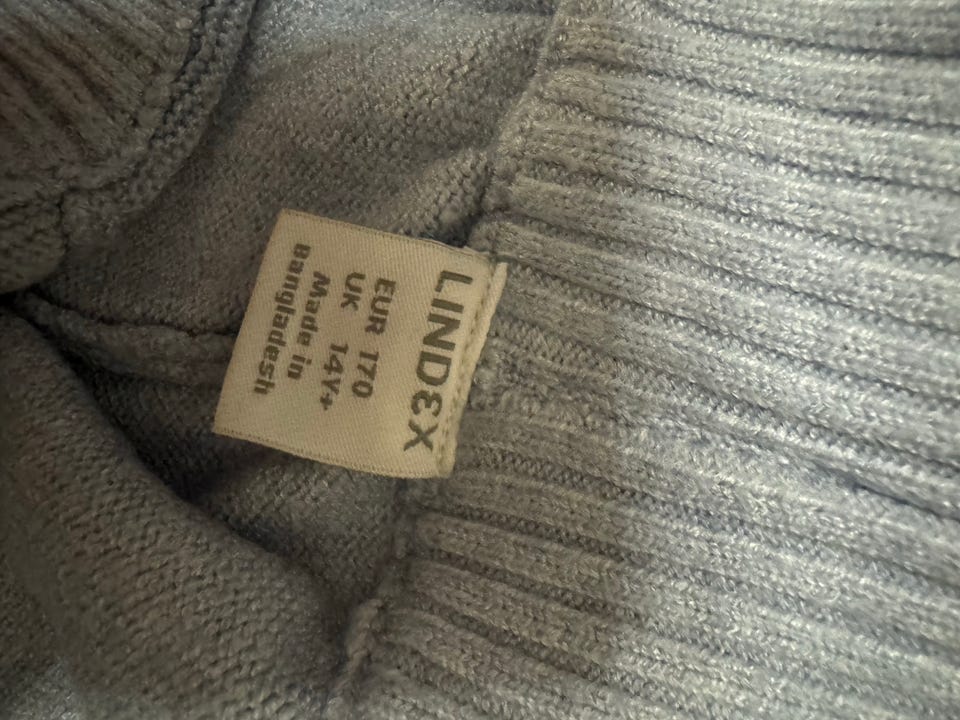 LINDEX
EUR 170
UK 14Y+
Made in
Bangladesh